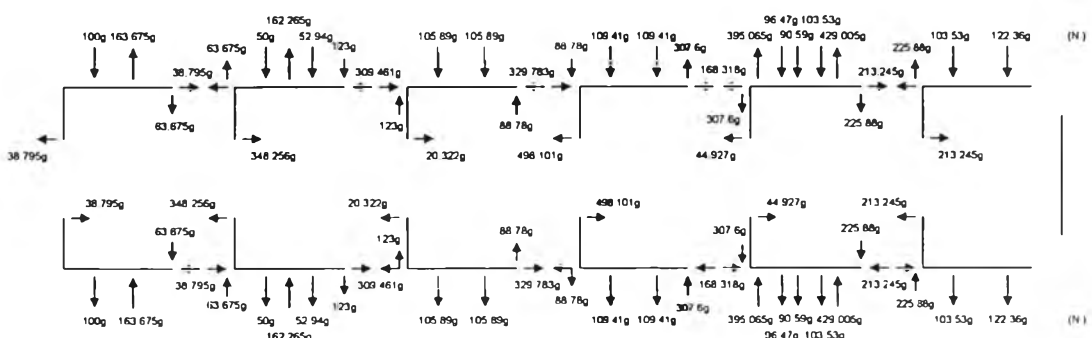 162 265g 96 47g 103 53g
100g 163 675g 50g 52 94g 123g 105 89g 105 89g 109 41g 109 41g 307 6g 395 065g 90 59g 429 005g 103 53g 122 36g (N)
63 675g 88 78g 225 88g
38 795g 309 461g 329 783g 168 318g 213 245g
63 675g 123g 88 78g 307 6g 225 88g
38 795g 348 256g 20 322g 498 101g 44 927g 213 245g
38 795g 348 256g 20 322g 498 101g 44 927g 213 245g
63 675g 123g 88 78g 307 6g 225 88g
38 795g 309 461g 329 783g 168 318g 213 245g
63 675g 88 78g 225 88g
100g 163 675g 50g 52 94g 123g 105 89g 105 89g 109 41g 109 41g 307 6g 395 065g 90 59g 429 005g 103 53g 122 36g (N)
162 265g 96 47g 103 53g